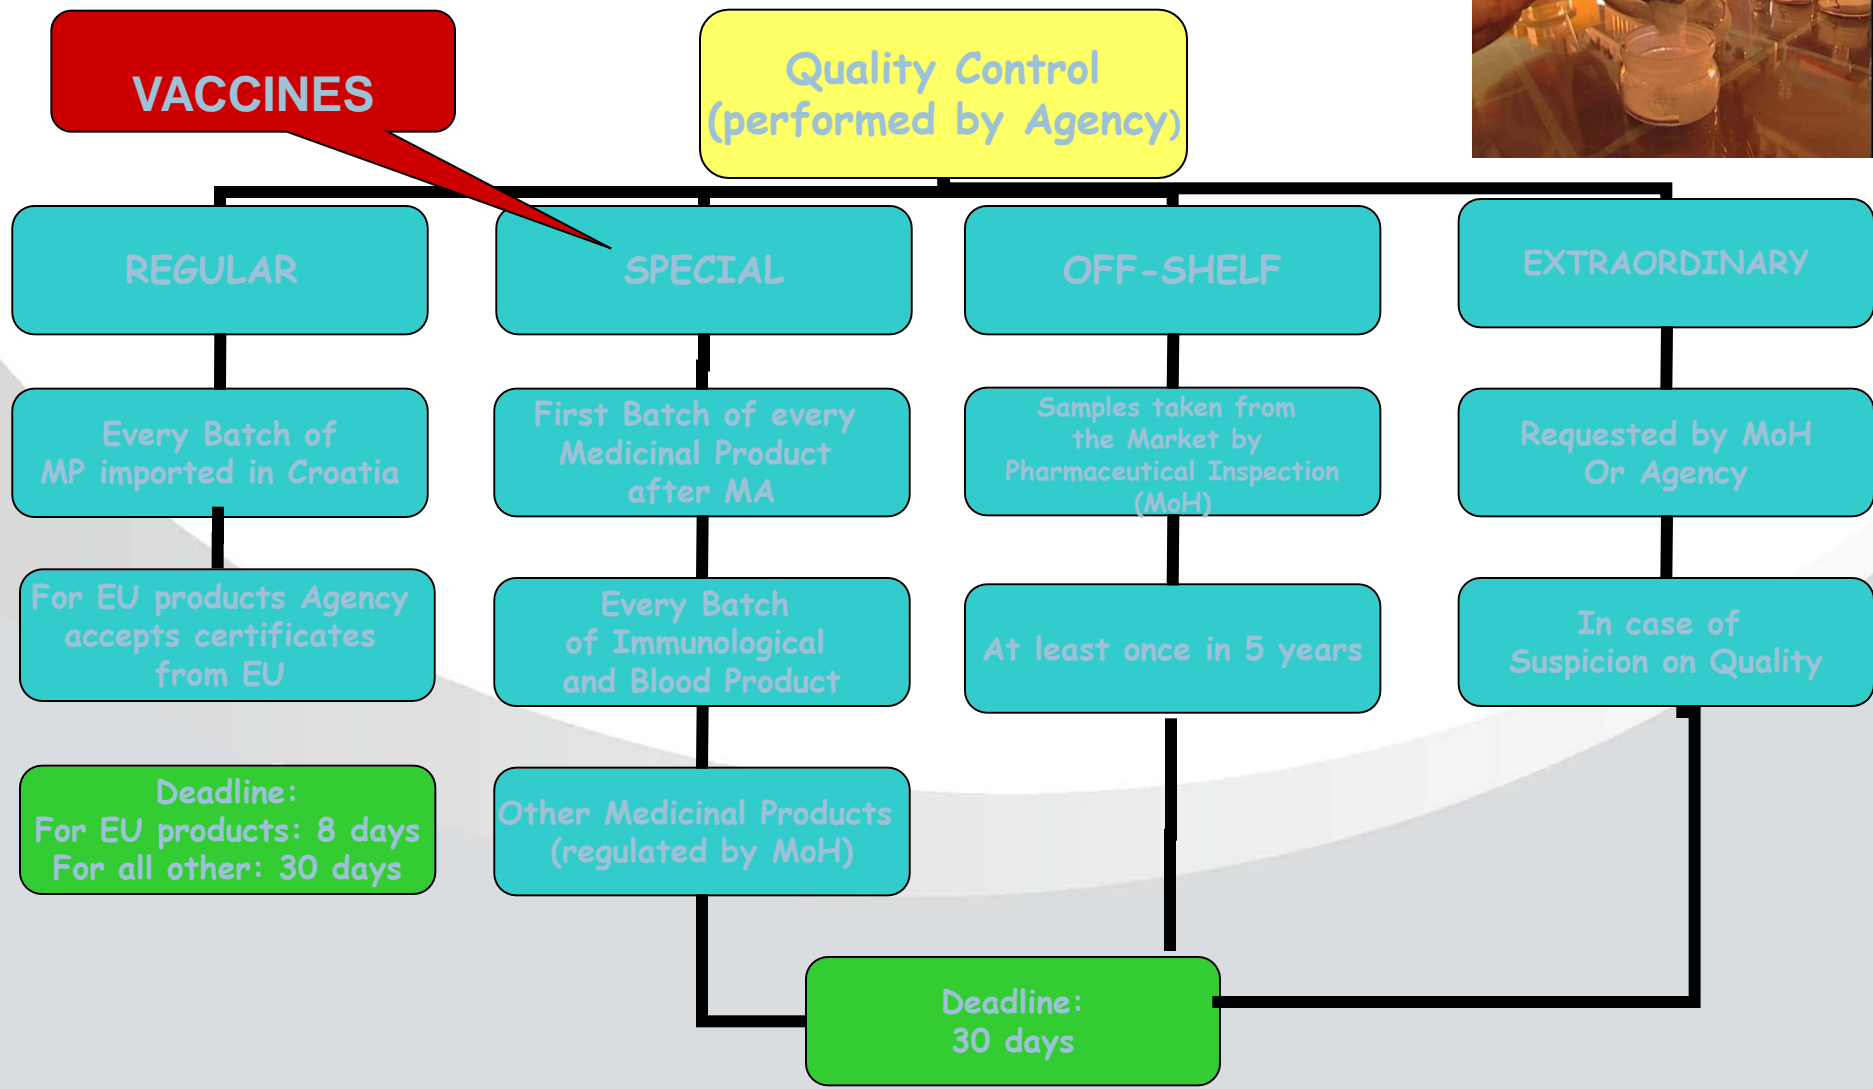 VACCINES
Quality Control
(performed by Agency)
REGULAR
SPECIAL
OFF-SHELF
EXTRAORDINARY
Every Batch of
MP imported in Croatia
First Batch of every
Medicinal Product
after MA
Samples taken from
the Market by
Pharmaceutical Inspection
(MoH)
Requested by MoH
Or Agency
For EU products Agency
accepts certificates
from EU
Every Batch
of Immunological
and Blood Product
At least once in 5 years
In case of
Suspicion on Quality
Deadline:
For EU products: 8 days
For all other: 30 days
Other Medicinal Products
(regulated by MoH)
Deadline:
30 days